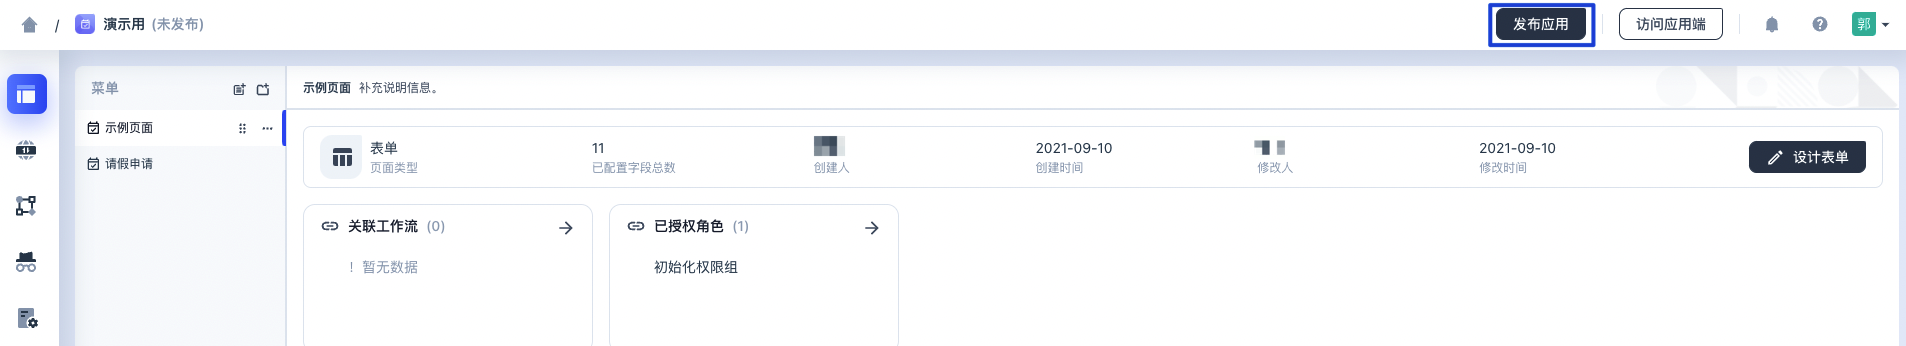 / 演示用 (未发布) 发布应用 访问应用端 郭
菜单
示例页面 补充说明信息。
示例页面
请假申请
表单 11 2021-09-10 2021-09-10
页面类型 已配置字段总数 创建人 创建时间 修改人 修改时间
设计表单
关联工作流 (0)
! 暂无数据
已授权角色 (1)
初始化权限组